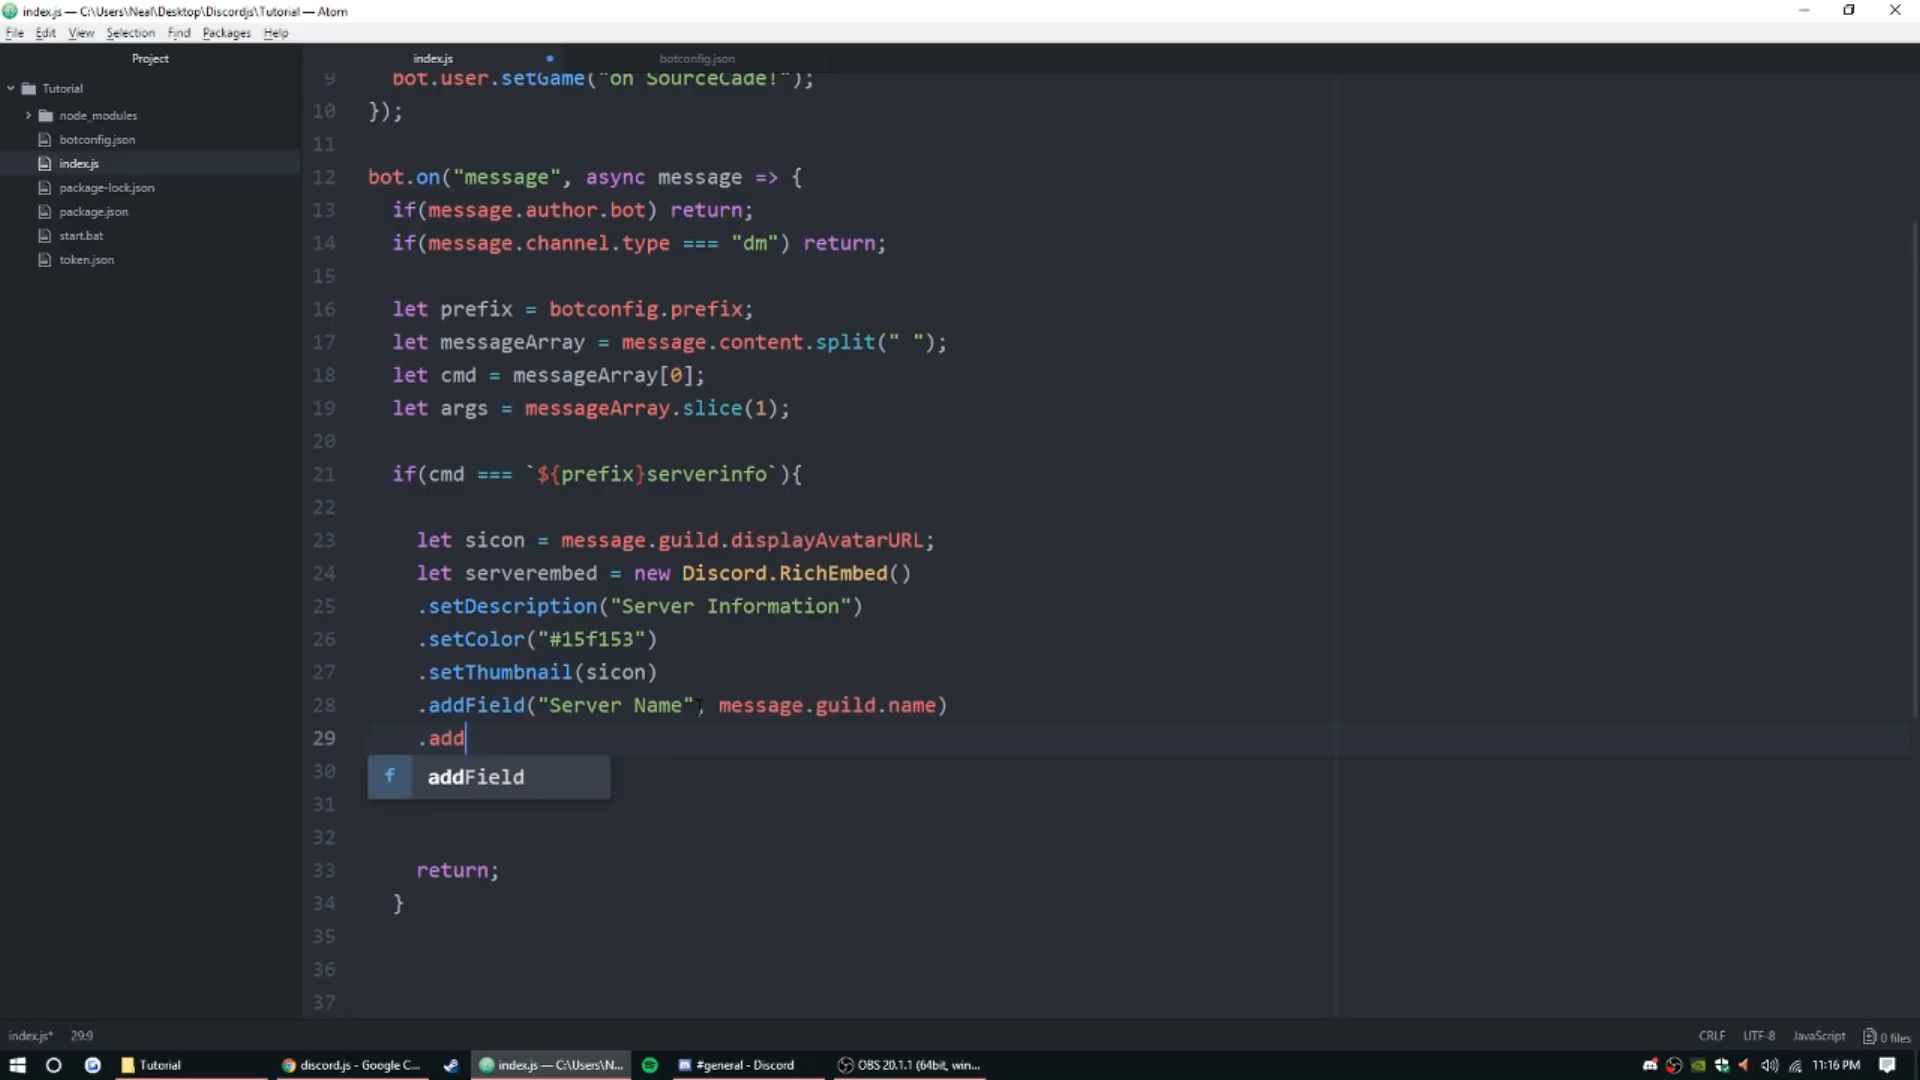 index.js — C:\Users\Neal\Desktop\Discordjs\Tutorial — Atom
File Edit View Selection Find Packages Help
Project
index.js
botconfig.json
Tutorial
node_modules
botconfig.json
index.js
package-lock.json
package.json
start.bat
token.json
9 bot.user.setGame("on SourceCade!");
10 });
11
12 bot.on("message", async message => {
13 if(message.author.bot) return;
14 if(message.channel.type === "dm") return;
15
16 let prefix = botconfig.prefix;
17 let messageArray = message.content.split(" ");
18 let cmd = messageArray[0];
19 let args = messageArray.slice(1);
20
21 if(cmd === `${prefix}serverinfo`){
22
23 let sicon = message.guild.displayAvatarURL;
24 let serverembed = new Discord.RichEmbed()
25 .setDescription("Server Information")
26 .setColor("#15f153")
27 .setThumbnail(sicon)
28 .addField("Server Name", message.guild.name)
29 .add
30 f addField
31
32
33 return;
34 }
35
36
37
index.js* 29:9 CRLF UTF-8 JavaScript 0 files
Tutorial discord.js - Google C... index.js — C:\Users\N... #general - Discord OBS 20.1.1 (64bit, win... 11:16 PM